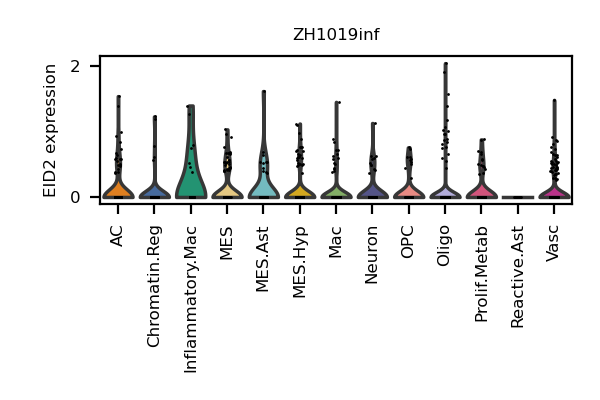 ZH1019inf
EID2 expression
2
0
AC
Chromatin.Reg
Inflammatory.Mac
MES
MES.Ast
MES.Hyp
Mac
Neuron
OPC
Oligo
Prolif.Metab
Reactive.Ast
Vasc